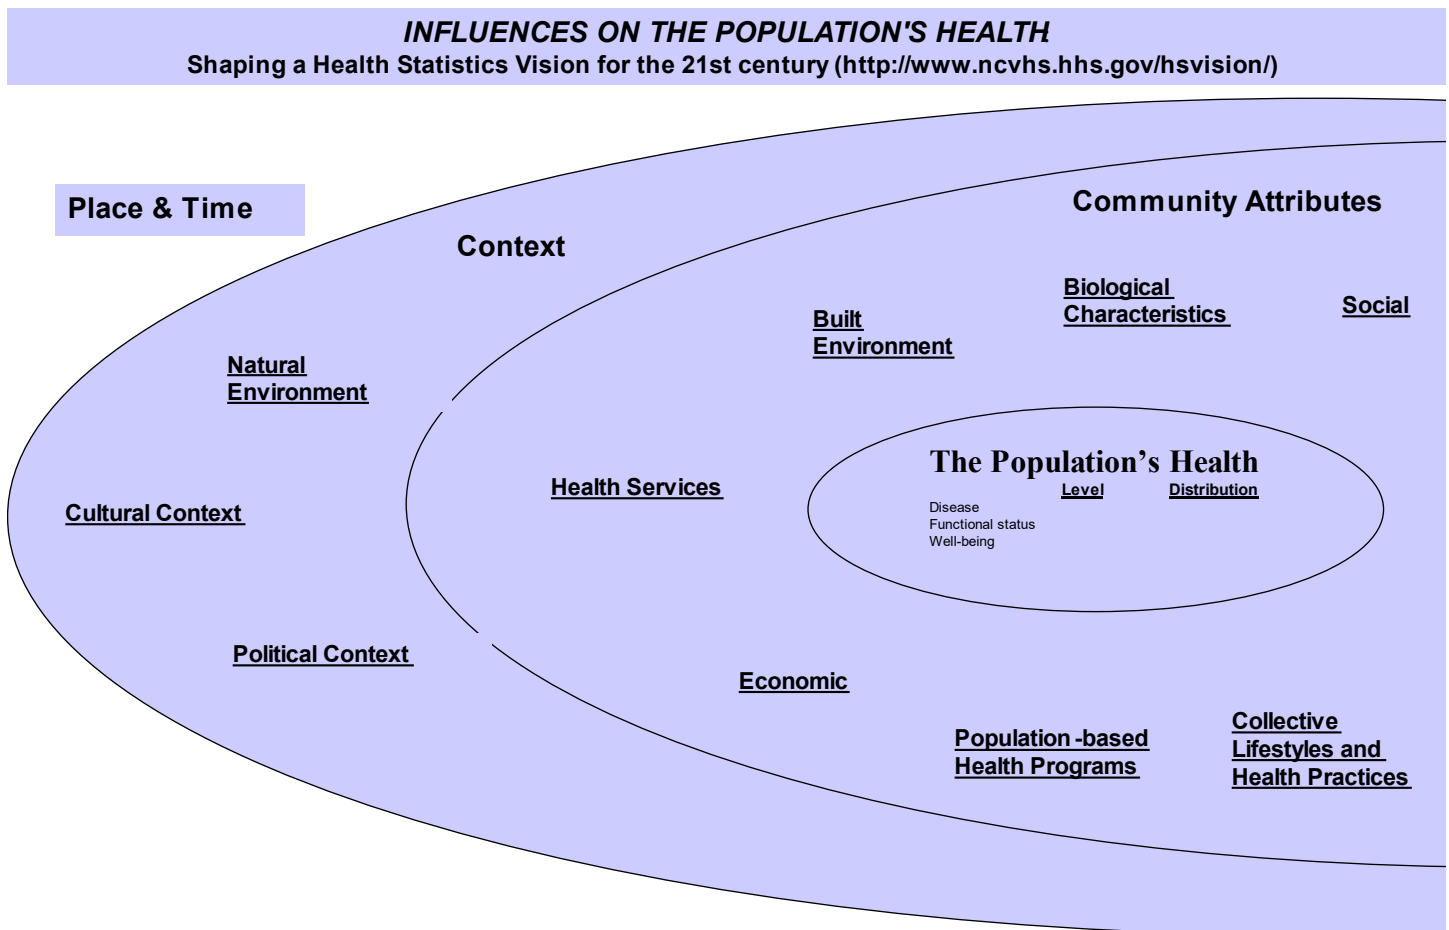 INFLUENCES ON THE POPULATION'S HEALTH:
Shaping a Health Statistics Vision for the 21st century (http://www.ncvhs.hhs.gov/hsvision/)
Place & Time
Community Attributes
Context
Biological
Characteristics
Social
Built
Environment
Natural
Environment
The Population’s Health
Level Distribution
Disease
Functional status
Well-being
Health Services
Cultural Context
Political Context
Economic
Population-based
Health Programs
Collective
Lifestyles and
Health Practices